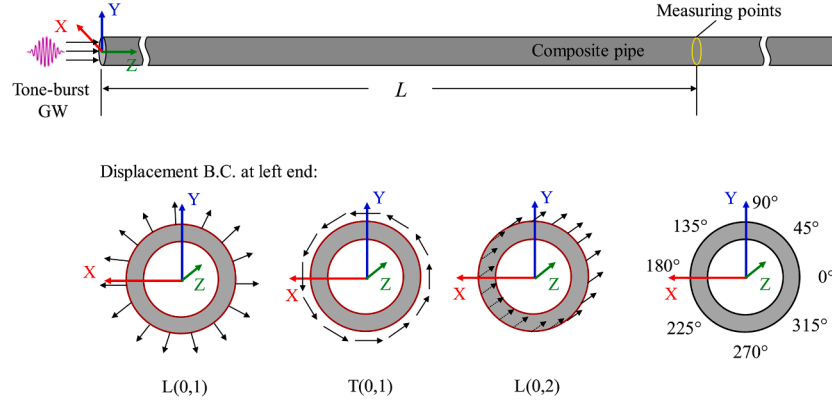 Measuring points
Y
X
Z
Composite pipe
Tone-burst
GW
L
Displacement B.C. at left end:
Y
X
Z
L(0,1)
Y
X
Z
T(0,1)
Y
X
Z
L(0,2)
Y
90°
135°
45°
180°
0°
X
Z
225°
315°
270°